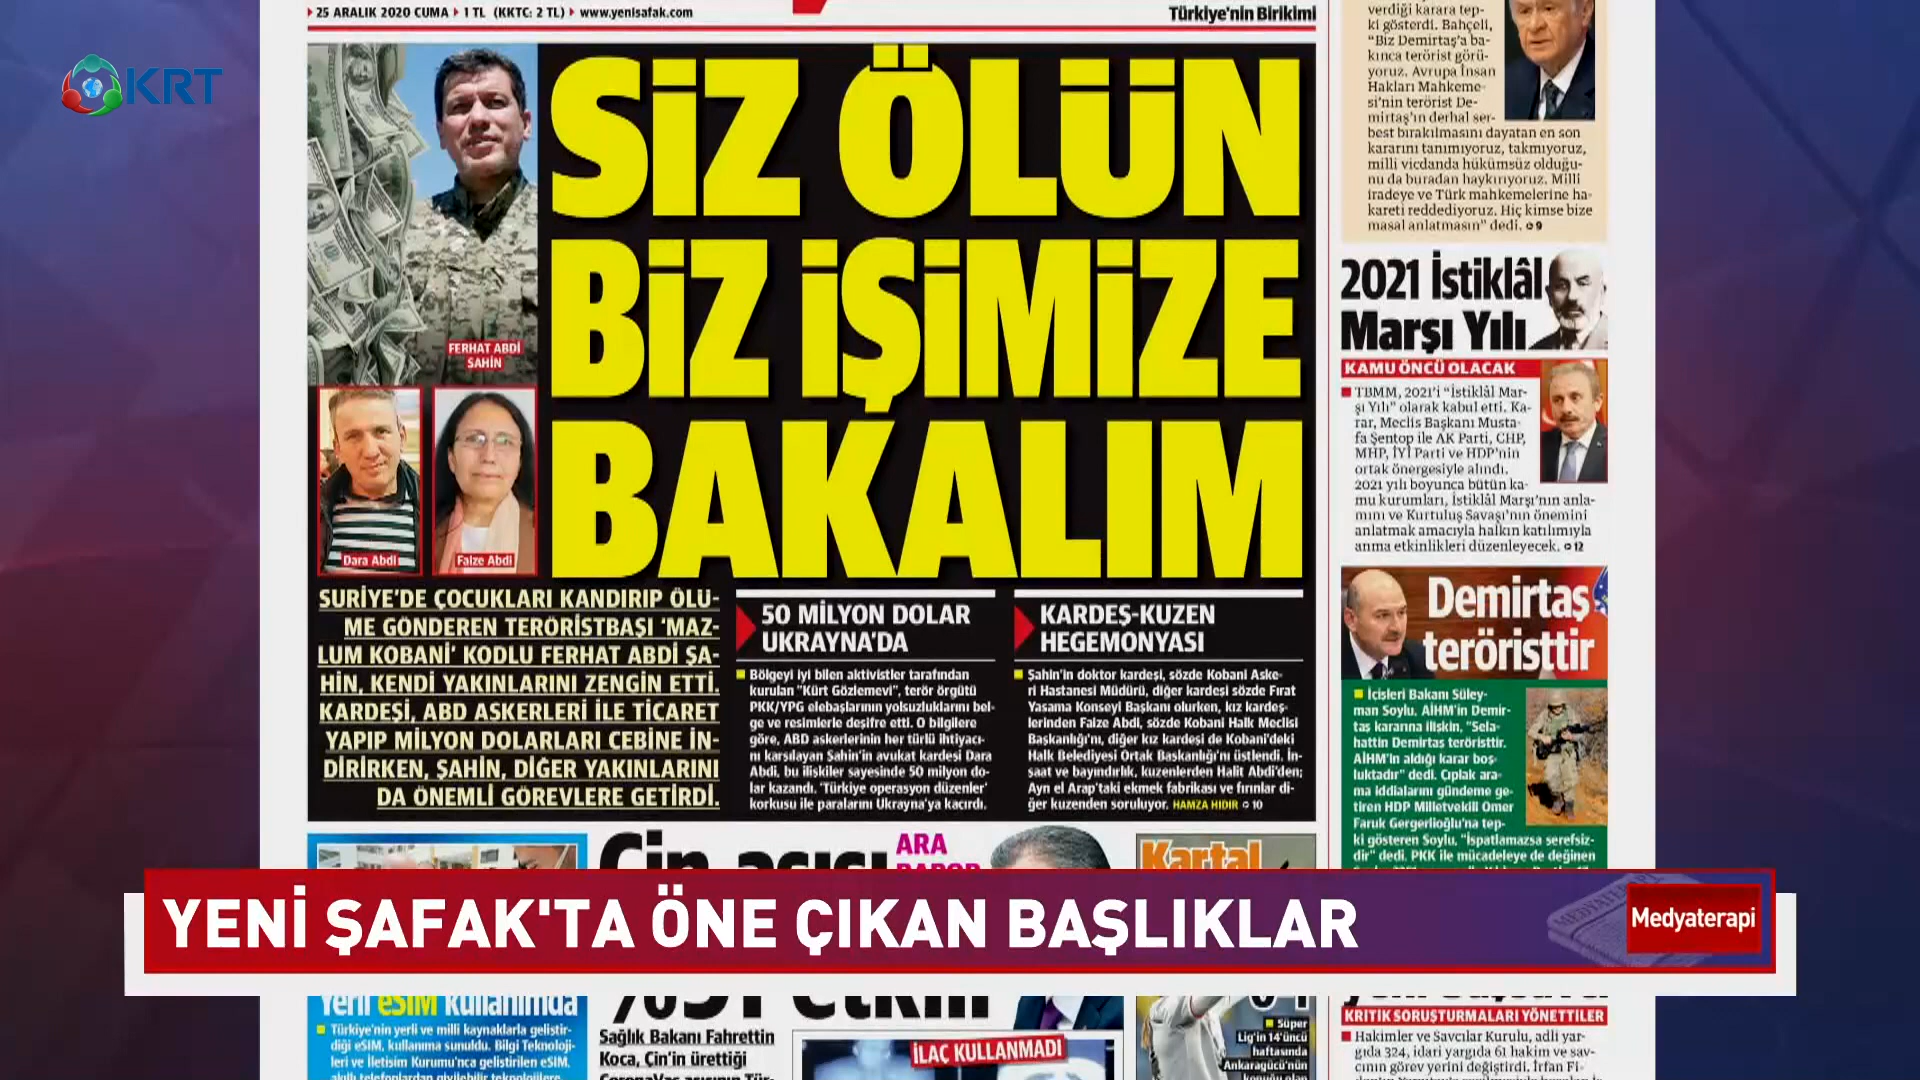 25 ARALIK 2020 CUMA 1 TL (KKTC: 2 TL) www.yenisafak.com
Türkiye'nin Birikimi
KRT
SİZ ÖLÜN
BİZ İŞİMİZE
BAKALIM
FERHAT ABDİ
ŞAHİN
Dara Abdi
Faize Abdi
SURİYE'DE ÇOCUKLARI KANDIRIP ÖLÜ-
ME GÖNDEREN TERÖRİSTBAŞI 'MAZ-
LUM KOBANİ' KODLU FERHAT ABDİ ŞA-
HİN, KENDİ YAKINLARINI ZENGİN ETTİ.
KARDEŞİ, ABD ASKERLERİ İLE TİCARET
YAPIP MİLYON DOLARLARI CEBİNE İN-
DİRİRKEN, ŞAHİN, DİĞER YAKINLARINI
DA ÖNEMLİ GÖREVLERE GETİRDİ.
50 MİLYON DOLAR
UKRAYNA'DA
Bölgeyi iyi bilen aktivistler tarafından
kurulan "Kürt Gözlemevi", terör örgütü
PKK/YPG elebaşlarının yolsuzluklarını bel-
ge ve resimlerle deşifre etti. O bilgilere
göre, ABD askerlerinin her türlü ihtiyacı-
nı karşılayan Şahin'in avukat kardeşi Dara
Abdi, bu ilişkiler sayesinde 50 milyon do-
lar kazandı. 'Türkiye operasyon düzenler'
korkusu ile paralarını Ukrayna'ya kaçırdı.
KARDEŞ-KUZEN
HEGEMONYASI
Şahin'in doktor kardeşi, sözde Kobani Aske-
ri Hastanesi Müdürü, diğer kardeşi sözde Fırat
Yasama Konseyi Başkanı olurken, kız kardeş-
lerinden Faize Abdi, sözde Kobani Halk Meclisi
Başkanlığı'nı, diğer kız kardeşi de Kobani'deki
Halk Belediyesi Ortak Başkanlığı'nı üstlendi. İn-
şaat ve bayındırlık, kuzenlerden Halit Abdi'den;
Ayn el Arap'taki ekmek fabrikası ve fırınlar di-
ğer kuzenden soruluyor. HAMZA HIDIR 10
verdiği karara tep-
ki gösterdi. Bahçeli,
"Biz Demirtaş'a ba-
kınca terörist görü-
yoruz. Avrupa İnsan
Hakları Mahkeme-
si'nin terörist De-
mirtaş'ın derhal ser-
best bırakılmasını dayatan en son
kararını tanımıyoruz, takmıyoruz,
milli vicdanda hükümsüz olduğu-
nu da buradan haykırıyoruz. Milli
iradeye ve Türk mahkemelerine ha-
kareti reddediyoruz. Hiç kimse bize
masal anlatmasın" dedi. 9
2021 İstiklâl
Marşı Yılı
KAMU ÖNCÜ OLACAK
TBMM, 2021'i "İstiklâl Mar-
şı Yılı" olarak kabul etti. Ka-
rar, Meclis Başkanı Musta-
fa Şentop ile AK Parti, CHP,
MHP, İYİ Parti ve HDP'nin
ortak önergesiyle alındı.
2021 yılı boyunca bütün ka-
mu kurumları, İstiklâl Marşı'nın anla-
mını ve Kurtuluş Savaşı'nın önemini
anlatmak amacıyla halkın katılımıyla
anma etkinlikleri düzenleyecek. 12
Demirtaş
teröristtir
İçişleri Bakanı Süley-
man Soylu, AİHM'in Demir-
taş kararına ilişkin, "Sela-
hattin Demirtaş teröristtir.
AİHM'in aldığı karar boş-
luktadır" dedi. Çıplak ara-
ma iddialarını gündeme ge-
tiren HDP Milletvekili Ömer
Faruk Gergerlioğlu'na tep-
ki gösteren Soylu, "İspatlamazsa şerefsiz-
dir" dedi. PKK ile mücadeleye de değinen
Çin aşısı
ARA
RAPOR
Kartal
YENİ ŞAFAK'TA ÖNE ÇIKAN BAŞLIKLAR
Medyaterapi
Yerli eSIM kullanımda
Türkiye'nin yerli ve milli kaynaklarla geliştir-
diği eSIM, kullanıma sunuldu. Bilgi Teknoloji-
leri ve İletişim Kurumu'nca geliştirilen eSIM,
%91 etkili
Sağlık Bakanı Fahrettin
Koca, Çin'in ürettiği
CoronaVac aşısının Tür-
İLAÇ KULLANMADI
Süper
Lig'in 14'üncü
haftasında
Ankaragücü'nün
konuğu olan
KRİTİK SORUŞTURMALARI YÖNETTİLER
Hakimler ve Savcılar Kurulu, adli yar-
gıda 324, idari yargıda 61 hakim ve sav-
cının görev yerini değiştirdi. İrfan Fi-